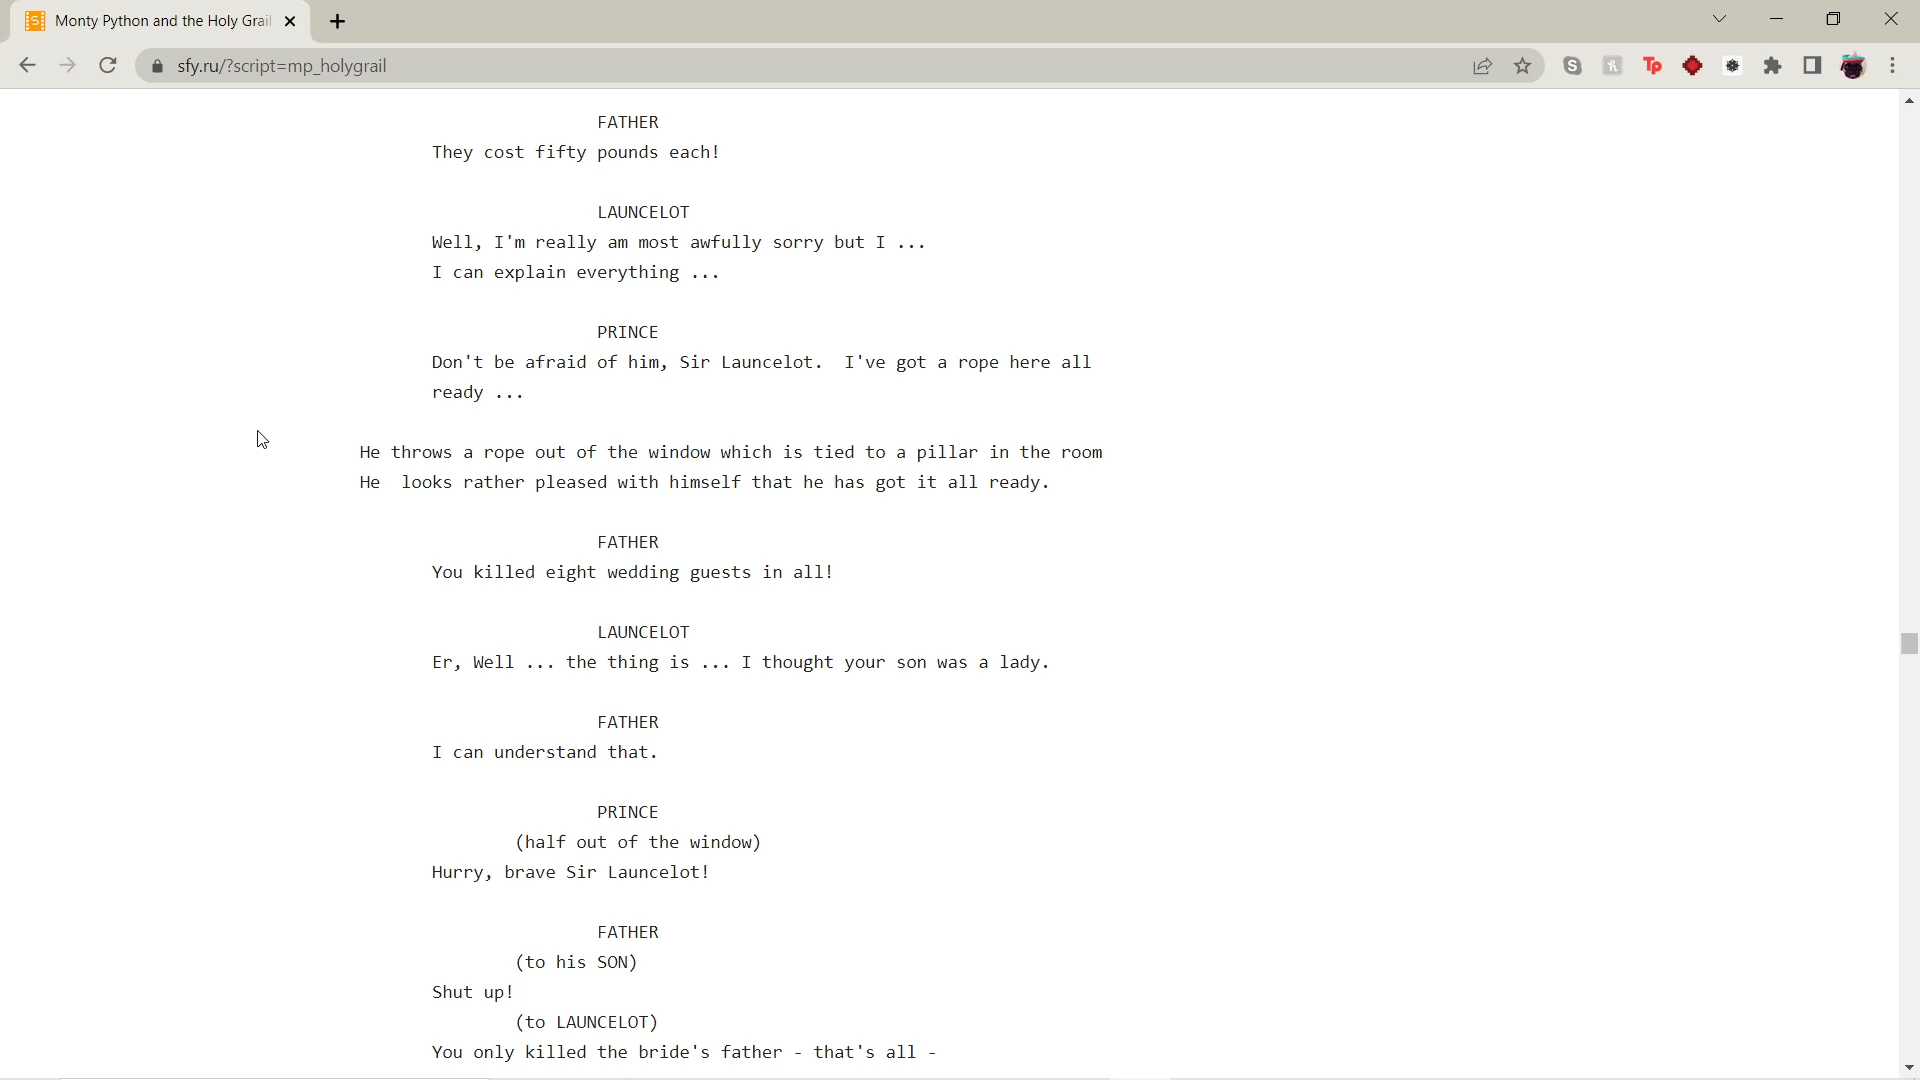 Monty Python and the Holy Grail
sfy.ru/?script=mp_holygrail
FATHER
They cost fifty pounds each!
LAUNCELOT
Well, I'm really am most awfully sorry but I ...
I can explain everything ...
PRINCE
Don't be afraid of him, Sir Launcelot.  I've got a rope here all
ready ...
He throws a rope out of the window which is tied to a pillar in the room
He  looks rather pleased with himself that he has got it all ready.
FATHER
You killed eight wedding guests in all!
LAUNCELOT
Er, Well ... the thing is ... I thought your son was a lady.
FATHER
I can understand that.
PRINCE
(half out of the window)
Hurry, brave Sir Launcelot!
FATHER
(to his SON)
Shut up!
(to LAUNCELOT)
You only killed the bride's father - that's all -